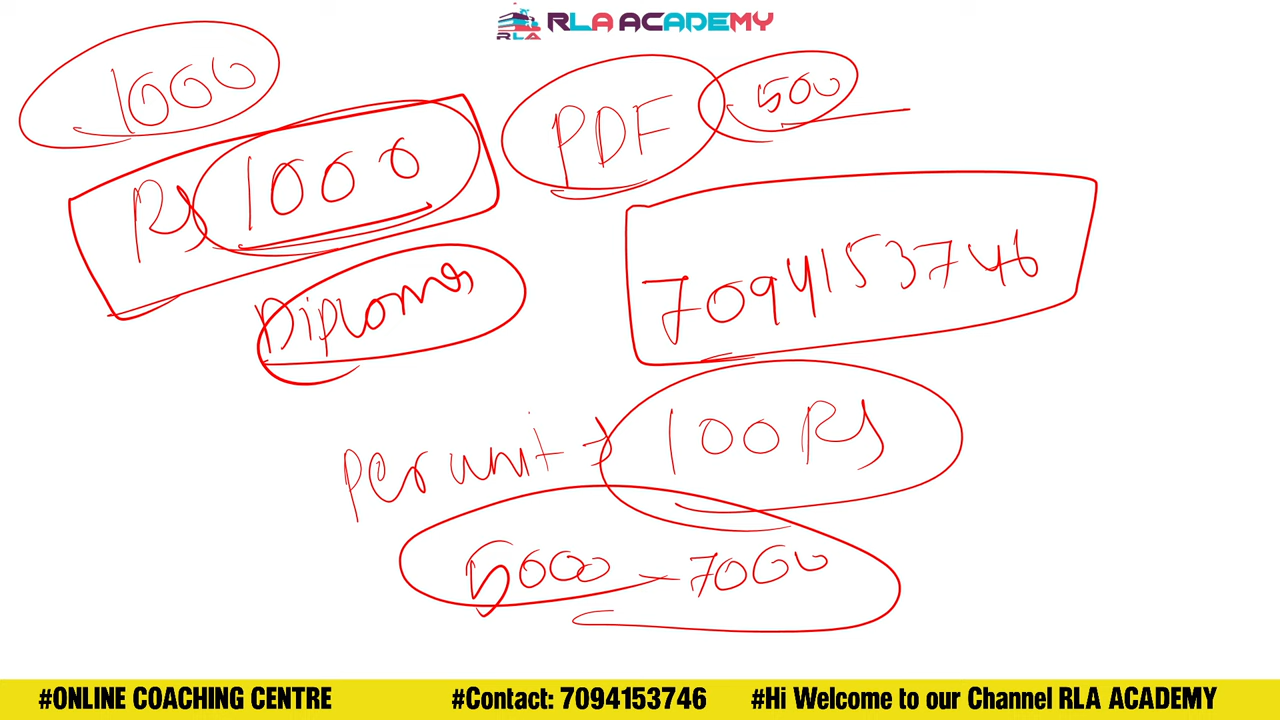 RLA ACADEMY
RLA
1000
PDF 500
Rs 1000
Diploma
7094153746
Per unit → 100 Rs
5000 - 7000
#ONLINE COACHING CENTRE #Contact: 7094153746 #Hi Welcome to our Channel RLA ACADEMY